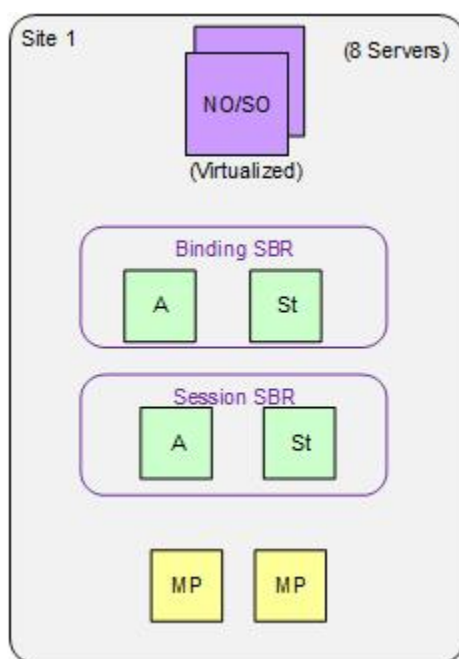 Site 1
(8 Servers)
NO/SO
(Virtualized)
Binding SBR
A St
Session SBR
A St
MP MP